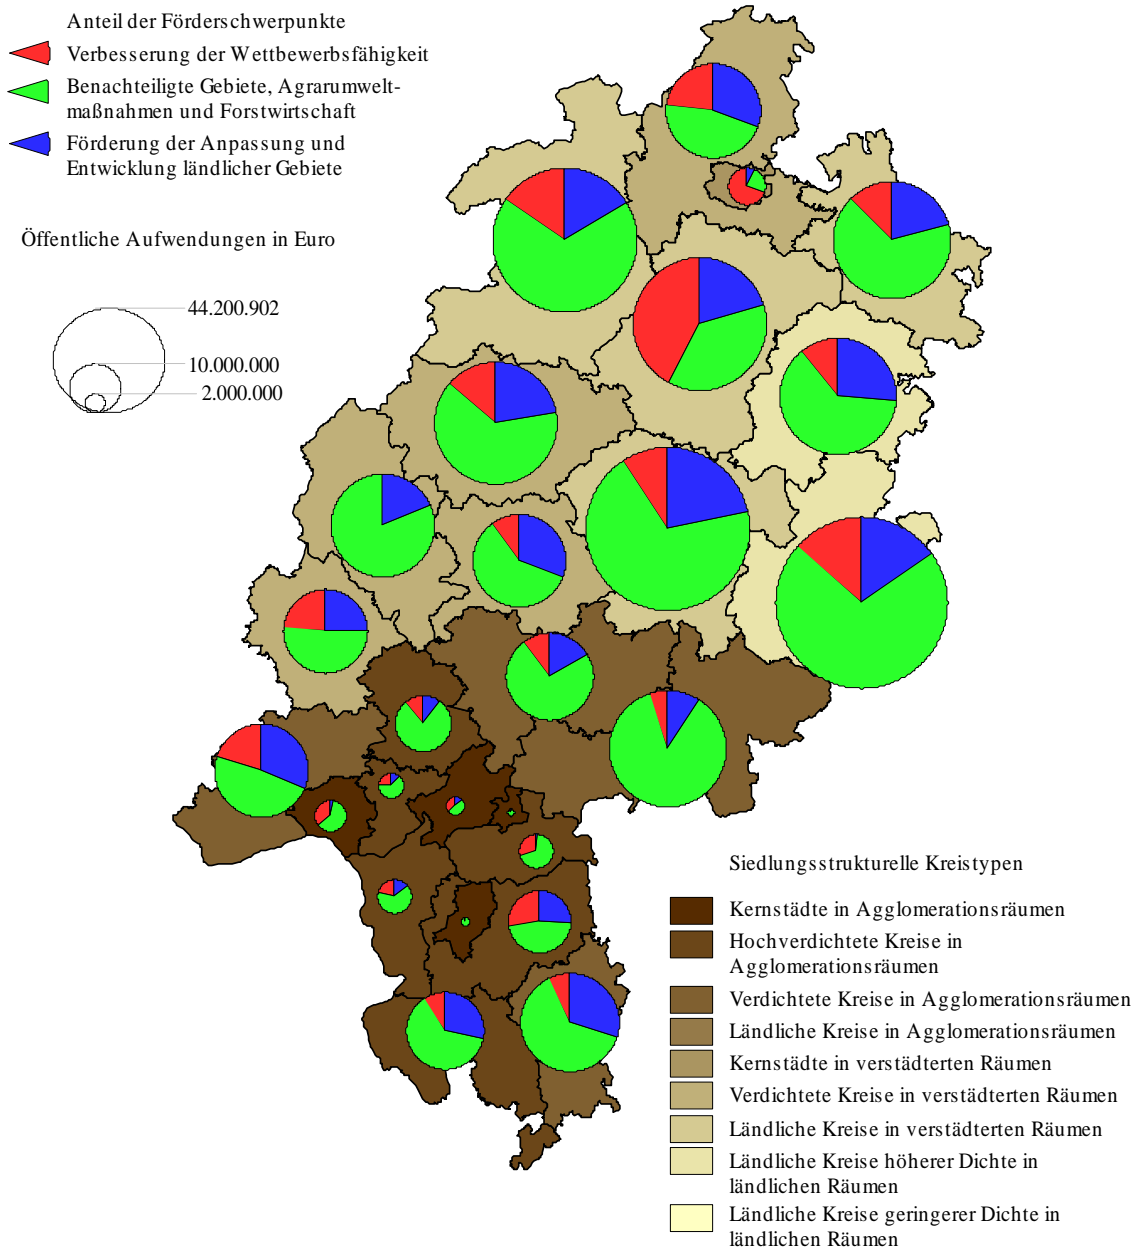 Anteil der Förderschwerpunkte
Verbesserung der Wettbewerbsfähigkeit
Benachteiligte Gebiete, Agrarumwelt-
maßnahmen und Forstwirtschaft
Förderung der Anpassung und
Entwicklung ländlicher Gebiete
Öffentliche Aufwendungen in Euro
44.200.902
10.000.000
2.000.000
Siedlungsstrukturelle Kreistypen
Kernstädte in Agglomerationsräumen
Hochverdichtete Kreise in
Agglomerationsräumen
Verdichtete Kreise in Agglomerationsräumen
Ländliche Kreise in Agglomerationsräumen
Kernstädte in verstädterten Räumen
Verdichtete Kreise in verstädterten Räumen
Ländliche Kreise in verstädterten Räumen
Ländliche Kreise höherer Dichte in
ländlichen Räumen
Ländliche Kreise geringerer Dichte in
ländlichen Räumen